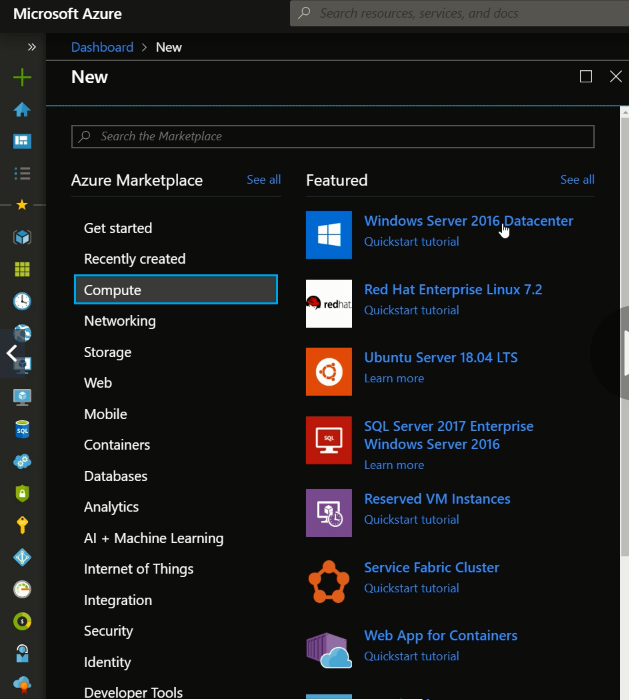 Microsoft Azure
Search resources, services, and docs
» Dashboard > New
New
Search the Marketplace
Azure Marketplace See all
Get started
Recently created
Compute
Networking
Storage
Web
Mobile
Containers
Databases
Analytics
AI + Machine Learning
Internet of Things
Integration
Security
Identity
Developer Tools
Featured See all
Windows Server 2016 Datacenter
Quickstart tutorial
redhat
Red Hat Enterprise Linux 7.2
Quickstart tutorial
Ubuntu Server 18.04 LTS
Learn more
SQL
SQL Server 2017 Enterprise
Windows Server 2016
Learn more
Reserved VM Instances
Quickstart tutorial
Service Fabric Cluster
Quickstart tutorial
Web App for Containers
Quickstart tutorial
SQL